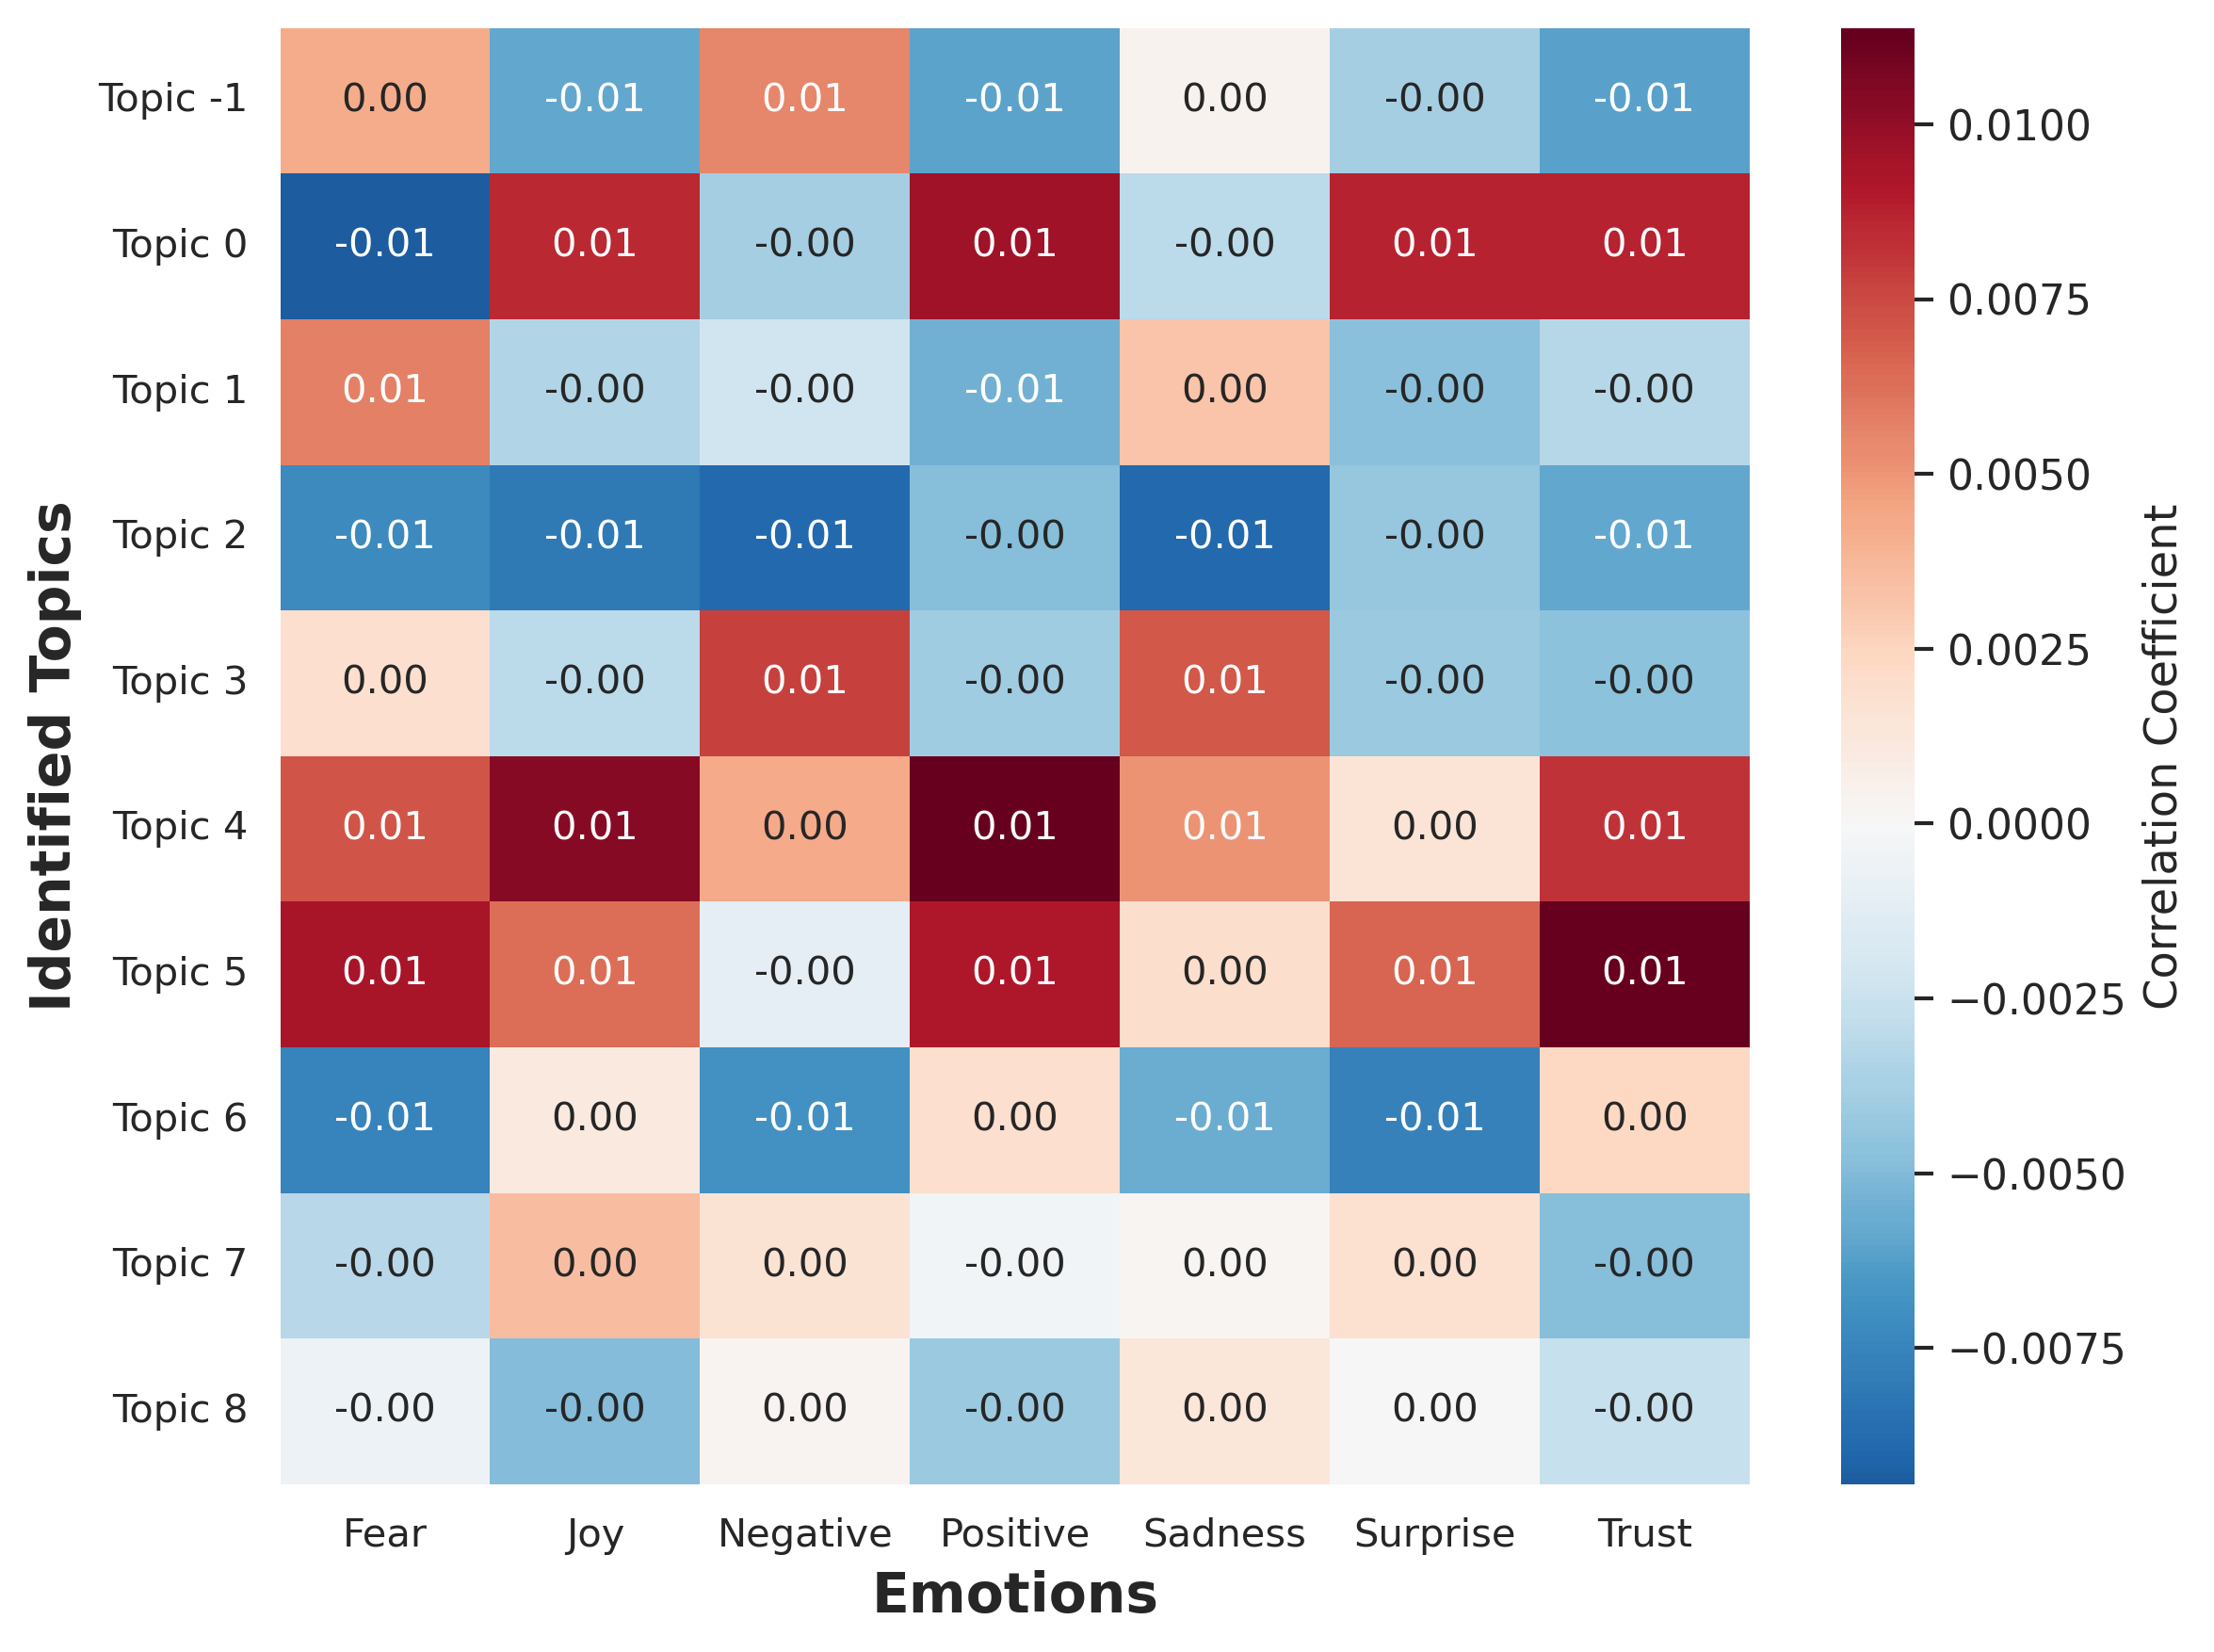 Topic -1 0.00 -0.01 0.01 -0.01 0.00 -0.00 -0.01
Topic 0 -0.01 0.01 -0.00 0.01 -0.00 0.01 0.01
Topic 1 0.01 -0.00 -0.00 -0.01 0.00 -0.00 -0.00
Topic 2 -0.01 -0.01 -0.01 -0.00 -0.01 -0.00 -0.01
Topic 3 0.00 -0.00 0.01 -0.00 0.01 -0.00 -0.00
Topic 4 0.01 0.01 0.00 0.01 0.01 0.00 0.01
Topic 5 0.01 0.01 -0.00 0.01 0.00 0.01 0.01
Topic 6 -0.01 0.00 -0.01 0.00 -0.01 -0.01 0.00
Topic 7 -0.00 0.00 0.00 -0.00 0.00 0.00 -0.00
Topic 8 -0.00 -0.00 0.00 -0.00 0.00 0.00 -0.00
Fear Joy Negative Positive Sadness Surprise Trust
Emotions
Identified Topics
0.0100
0.0075
0.0050
0.0025
0.0000
−0.0025
−0.0050
−0.0075
Correlation Coefficient